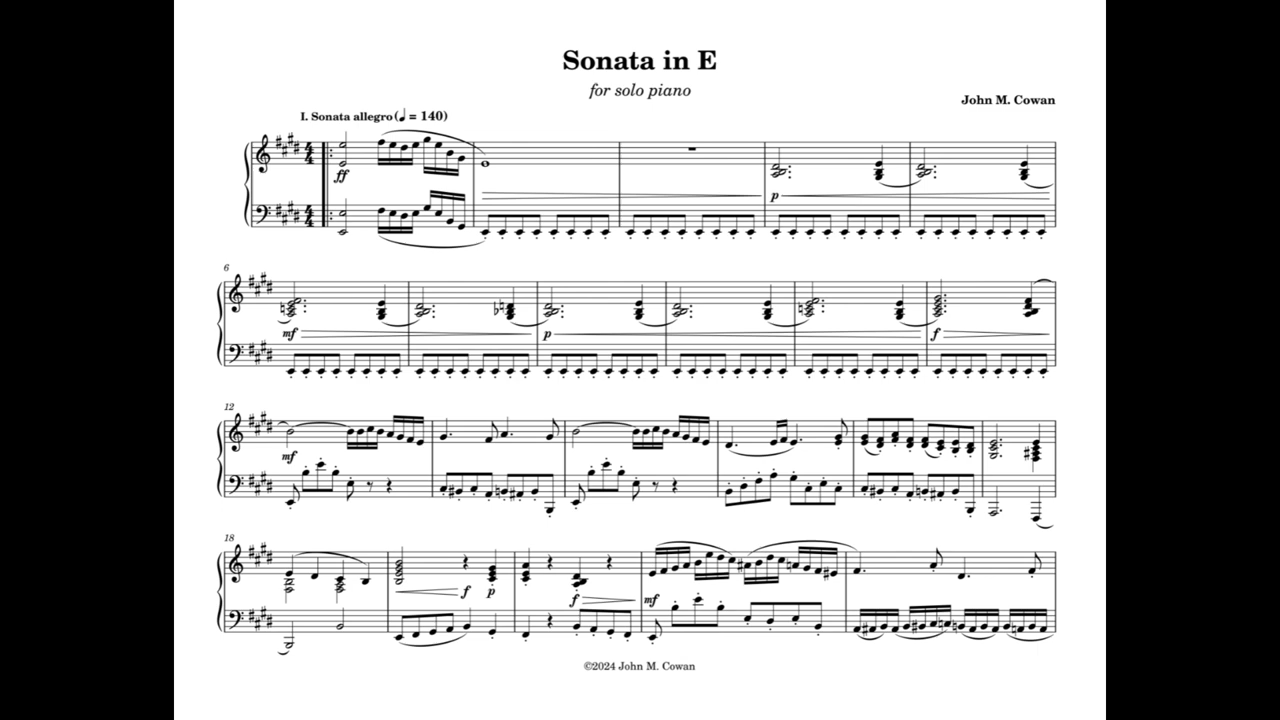 Sonata in E
for solo piano
John M. Cowan
I. Sonata allegro (♩ = 140)
ff
p
6
mf p f
12
mf
18
f p f mf
©2024 John M. Cowan